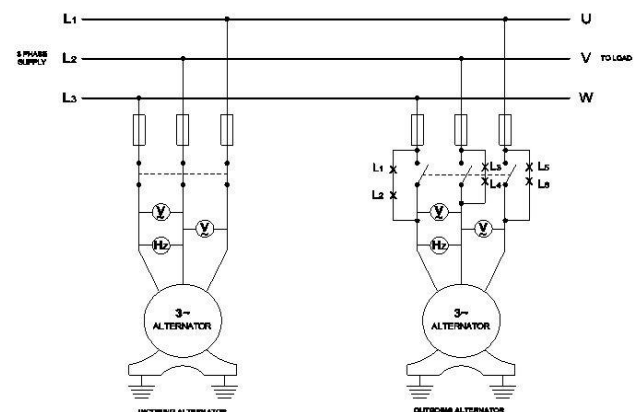 L1 U
3 PHASE SUPPLY L2 V TO LOAD
L3 W
L1 L3 L5
L2 L4 L6
V V
V V
Hz Hz
3~ 3~
ALTERNATOR ALTERNATOR
INCOMING ALTERNATOR OUTGOING ALTERNATOR